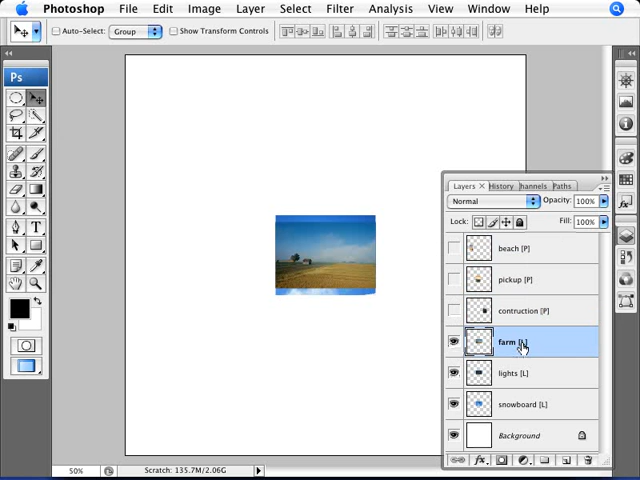 Photoshop File Edit Image Layer Select Filter Analysis View Window Help
Auto-Select: Group Show Transform Controls
Ps
Layers History hannels Paths
Normal Opacity: 100%
Lock: Fill: 100%
beach [P]
pickup [P]
contruction [P]
farm [L]
lights [L]
snowboard [L]
Background
50% Scratch: 135.7M/2.06G